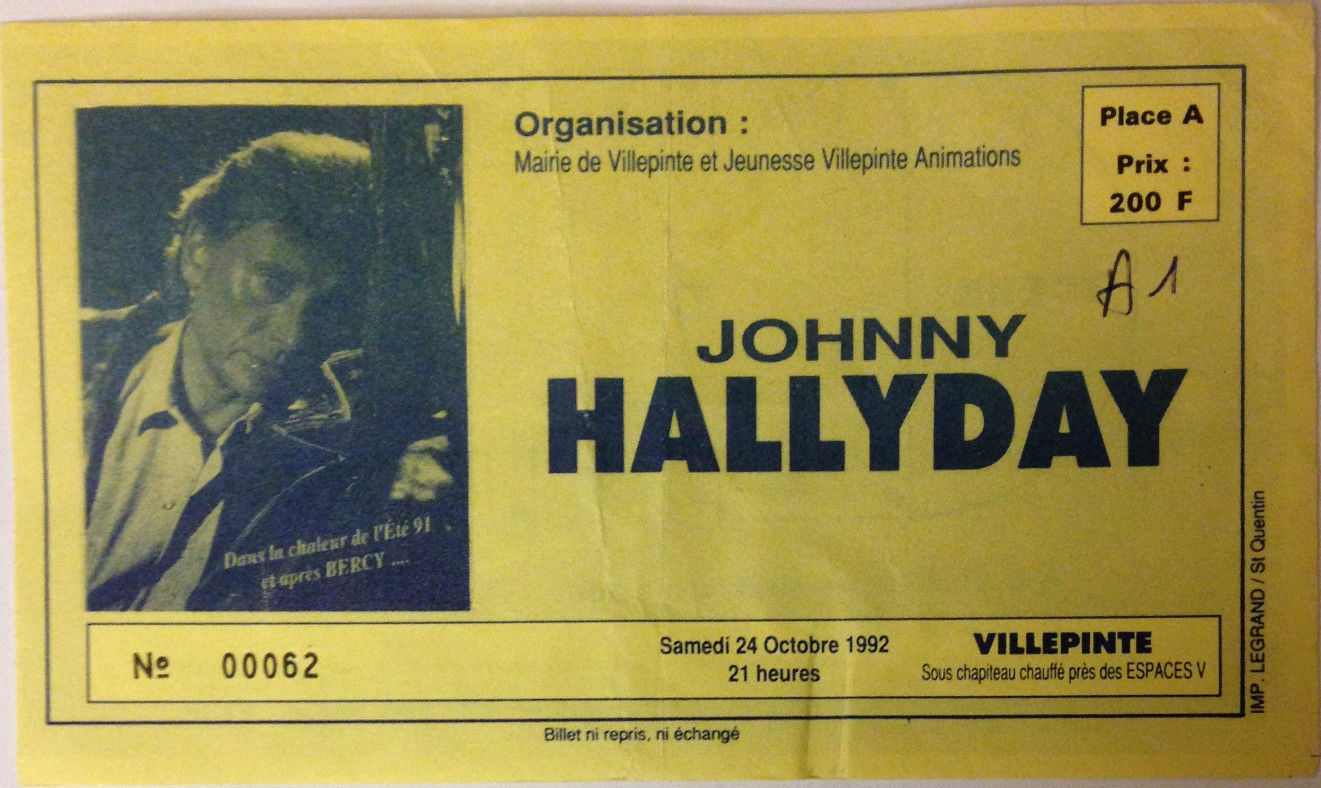 Organisation :
Mairie de Villepinte et Jeunesse Villepinte Animations
Place A
Prix :
200 F
A 1
JOHNNY
HALLYDAY
Dans la chaleur de l'Été 91
et après BERCY ....
Nº 00062
Samedi 24 Octobre 1992
21 heures
VILLEPINTE
Sous chapiteau chauffé près des ESPACES V
IMP. LEGRAND / St Quentin
Billet ni repris, ni échangé